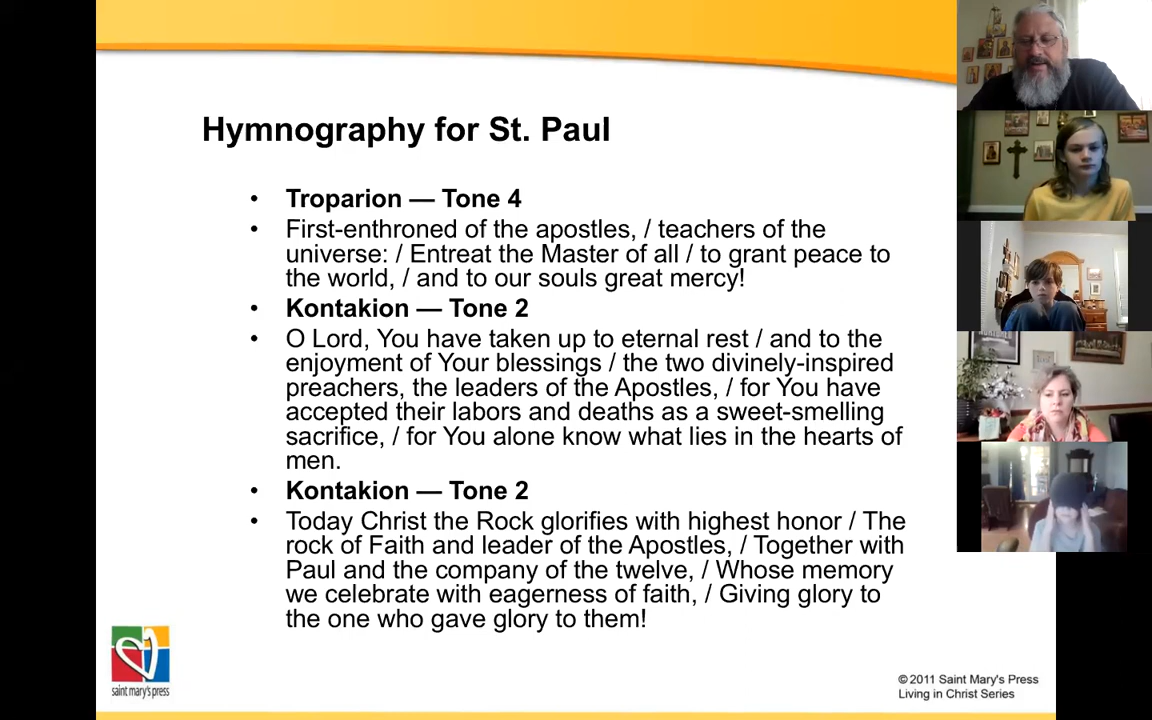 Hymnography for St. Paul
• Troparion — Tone 4
• First-enthroned of the apostles, / teachers of the
universe: / Entreat the Master of all / to grant peace to
the world, / and to our souls great mercy!
• Kontakion — Tone 2
• O Lord, You have taken up to eternal rest / and to the
enjoyment of Your blessings / the two divinely-inspired
preachers, the leaders of the Apostles, / for You have
accepted their labors and deaths as a sweet-smelling
sacrifice, / for You alone know what lies in the hearts of
men.
• Kontakion — Tone 2
• Today Christ the Rock glorifies with highest honor / The
rock of Faith and leader of the Apostles, / Together with
Paul and the company of the twelve, / Whose memory
we celebrate with eagerness of faith, / Giving glory to
the one who gave glory to them!
saint mary's press
© 2011 Saint Mary's Press
Living in Christ Series